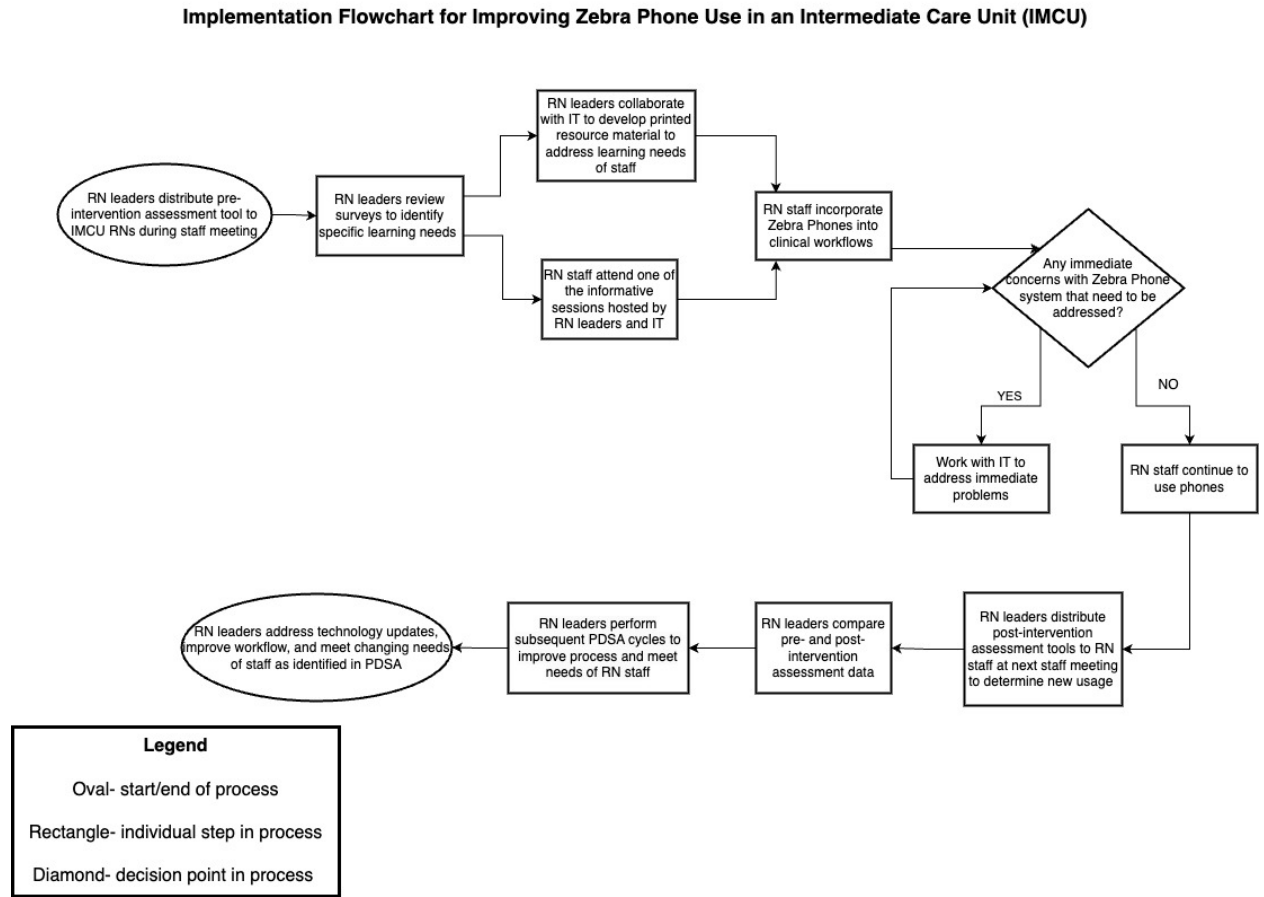 Implementation Flowchart for Improving Zebra Phone Use in an Intermediate Care Unit (IMCU)
RN leaders distribute pre-
intervention assessment tool to
IMCU RNs during staff meeting
RN leaders review
surveys to identify
specific learning needs
RN leaders collaborate
with IT to develop printed
resource material to
address learning needs
of staff
RN staff attend one of
the informative
sessions hosted by
RN leaders and IT
RN staff incorporate
Zebra Phones into
clinical workflows
Any immediate
concerns with Zebra Phone
system that need to be
addressed?
YES
NO
Work with IT to
address immediate
problems
RN staff continue to
use phones
RN leaders distribute
post-intervention
assessment tools to RN
staff at next staff meeting
to determine new usage
RN leaders compare
pre- and post-
intervention
assessment data
RN leaders perform
subsequent PDSA cycles to
improve process and meet
needs of RN staff
RN leaders address technology updates,
improve workflow, and meet changing needs
of staff as identified in PDSA
Legend
Oval- start/end of process
Rectangle- individual step in process
Diamond- decision point in process